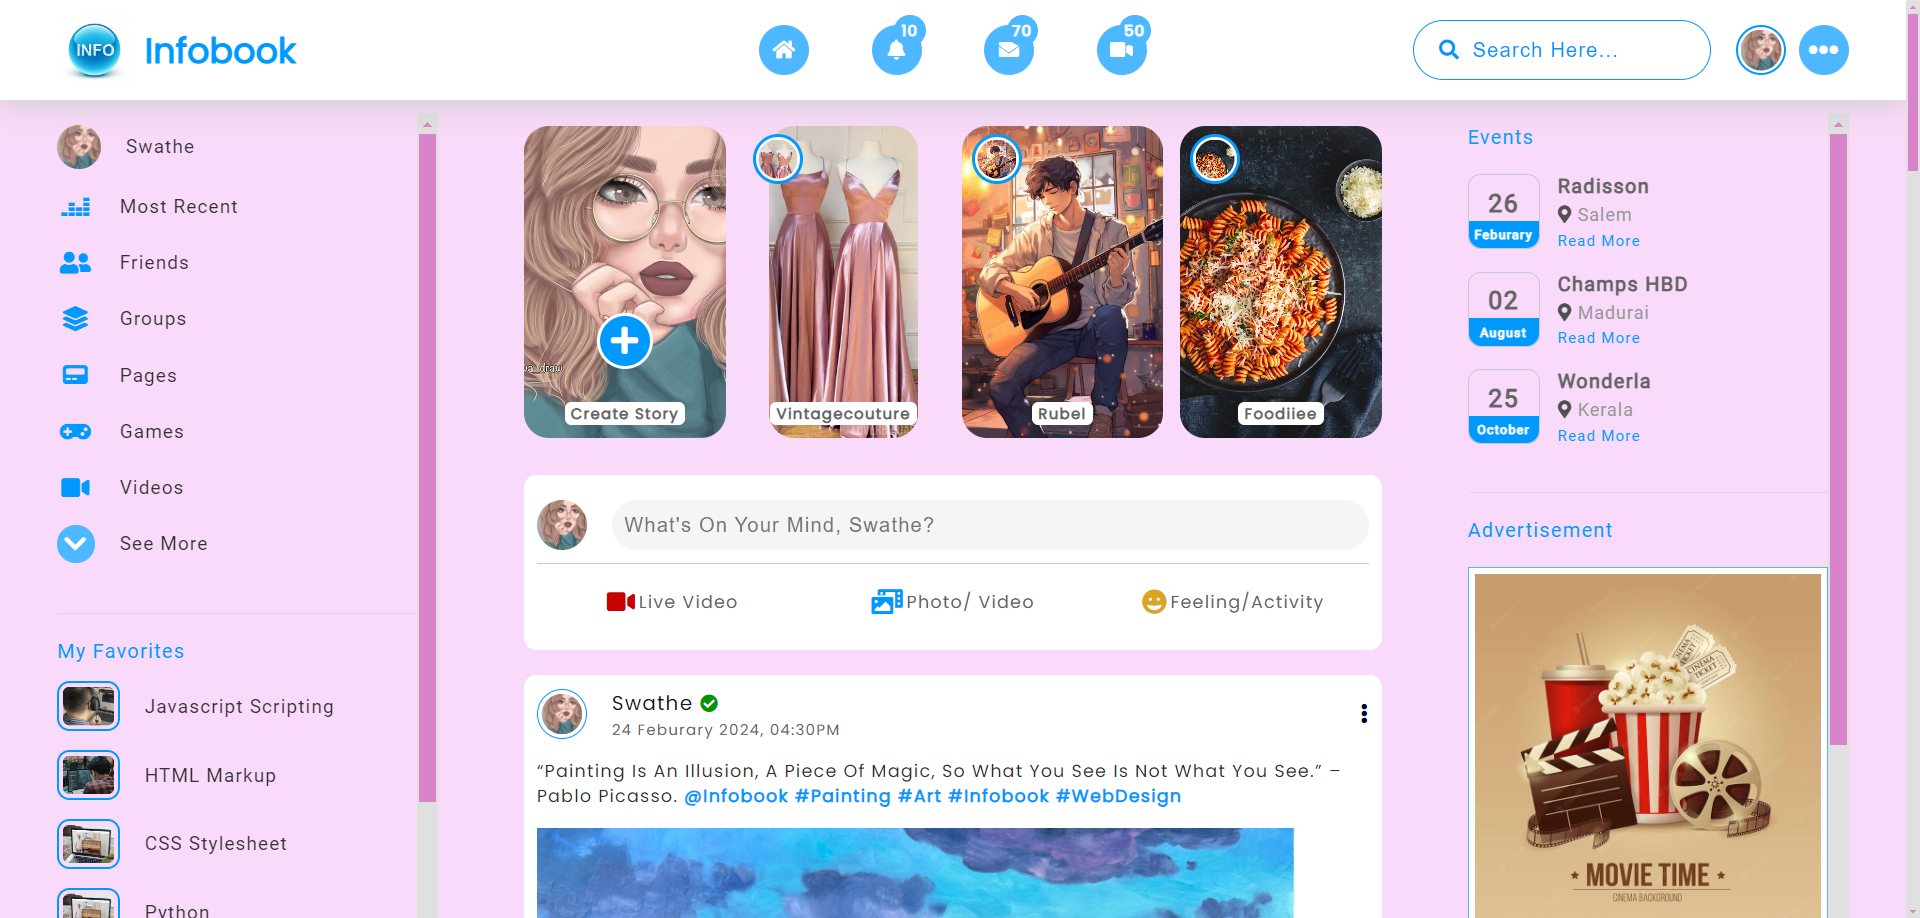 INFO
Infobook
10
70
50
Search Here...
Swathe
Most Recent
Friends
Groups
Pages
Games
Videos
See More
My Favorites
Javascript Scripting
HTML Markup
CSS Stylesheet
Python
Create Story
Vintagecouture
Rubel
Foodiiee
What's On Your Mind, Swathe?
Live Video
Photo/ Video
Feeling/Activity
Swathe
24 Feburary 2024, 04:30PM
“Painting Is An Illusion, A Piece Of Magic, So What You See Is Not What You See.” –
Pablo Picasso. @Infobook #Painting #Art #Infobook #WebDesign
Events
26
Feburary
Radisson
Salem
Read More
02
August
Champs HBD
Madurai
Read More
25
October
Wonderla
Kerala
Read More
Advertisement
CINEMA
TICKET
CINEMA
TICKET
MOVIE TIME
CINEMA BACKGROUND